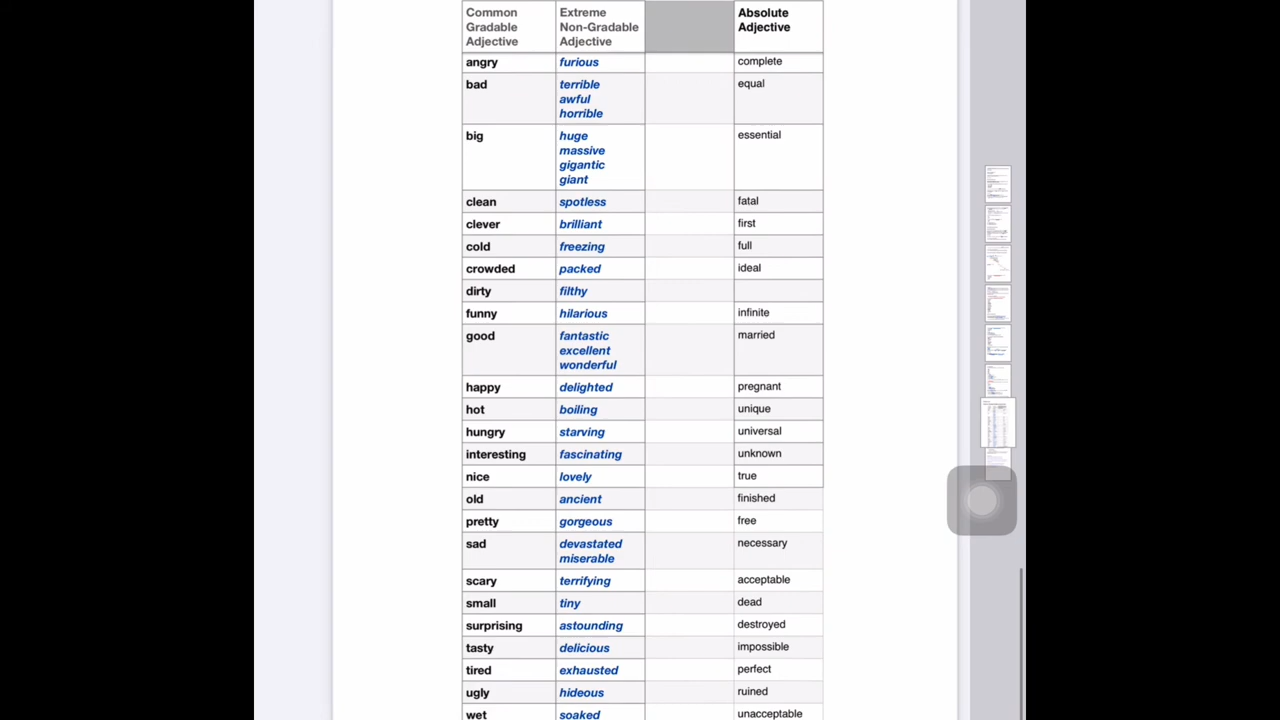 Common Gradable Adjective
Extreme Non-Gradable Adjective
Absolute Adjective
angry furious complete
bad terrible equal
awful
horrible
big huge essential
massive
gigantic
giant
clean spotless fatal
clever brilliant first
cold freezing full
crowded packed ideal
dirty filthy
funny hilarious infinite
good fantastic married
excellent
wonderful
happy delighted pregnant
hot boiling unique
hungry starving universal
interesting fascinating unknown
nice lovely true
old ancient finished
pretty gorgeous free
sad devastated necessary
miserable
scary terrifying acceptable
small tiny dead
surprising astounding destroyed
tasty delicious impossible
tired exhausted perfect
ugly hideous ruined
wet soaked unacceptable